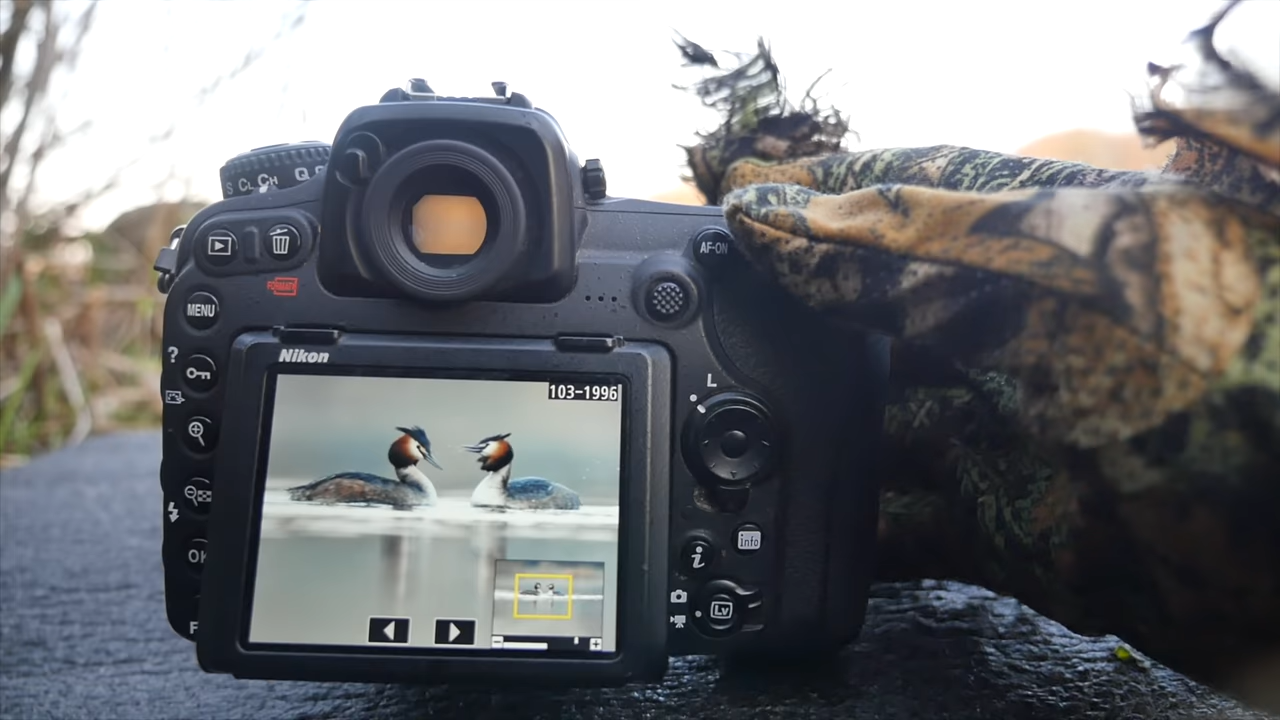 S CL CH Q
AF-ON
FORMAT
MENU
?
Nikon
103-1996
L
OK
info
i
Lv
F